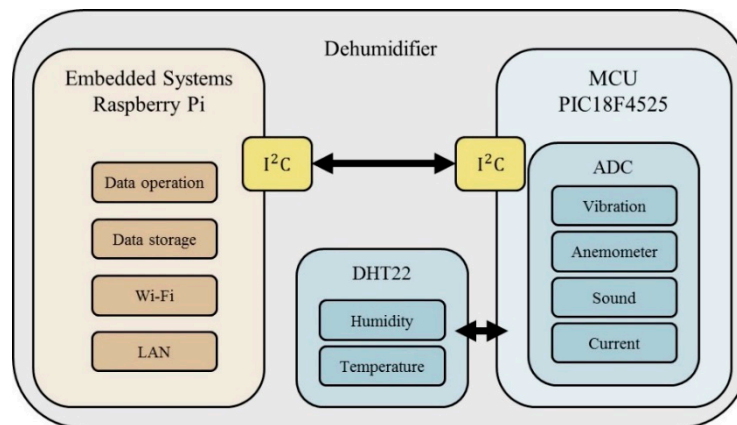 Dehumidifier
Embedded Systems
Raspberry Pi
Data operation
Data storage
Wi-Fi
LAN
I²C
I²C
MCU
PIC18F4525
ADC
Vibration
Anemometer
Sound
Current
DHT22
Humidity
Temperature